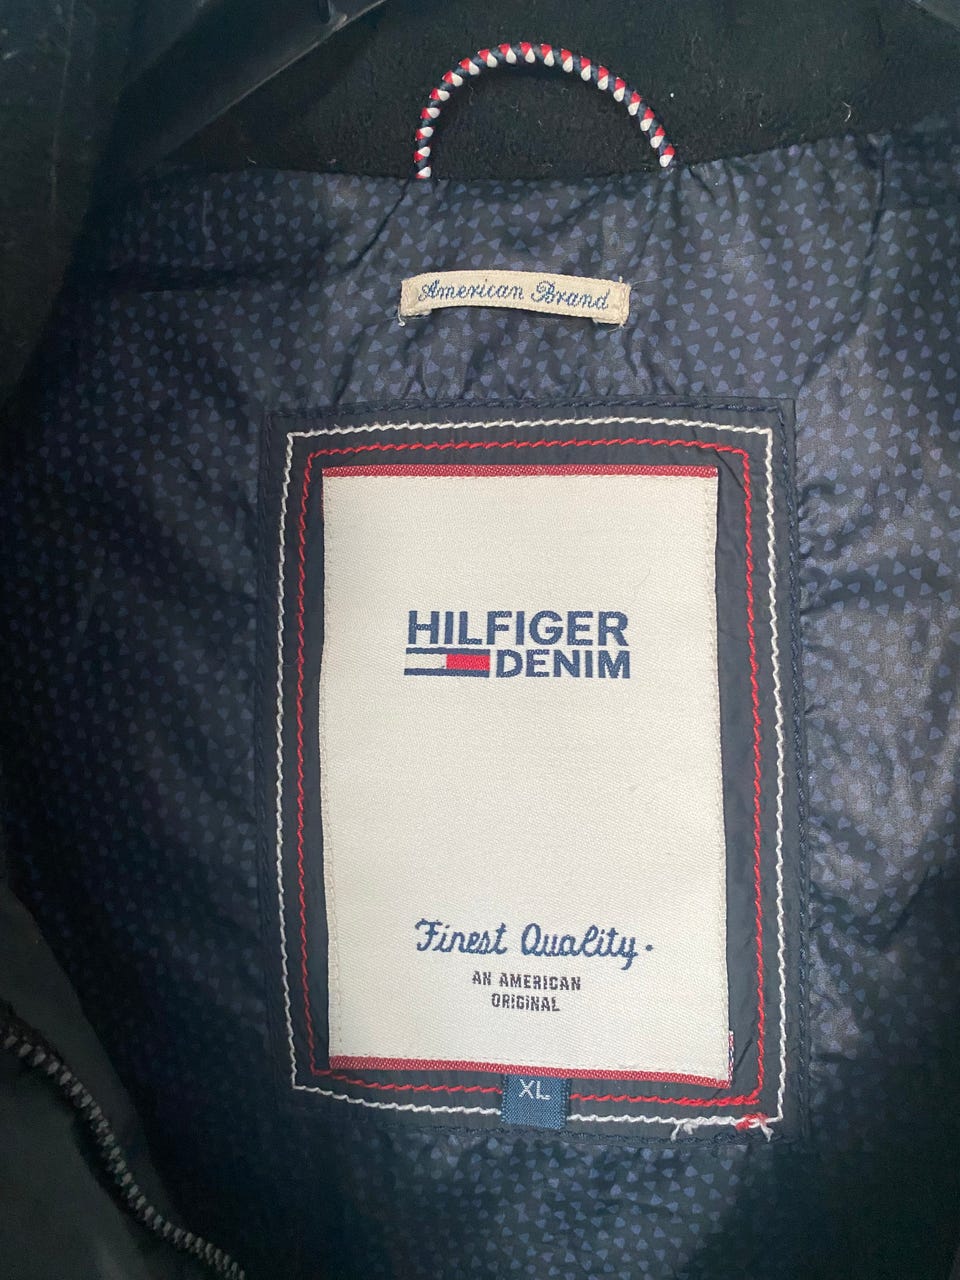 American Brand
HILFIGER
DENIM
Finest Quality.
AN AMERICAN
ORIGINAL
XL